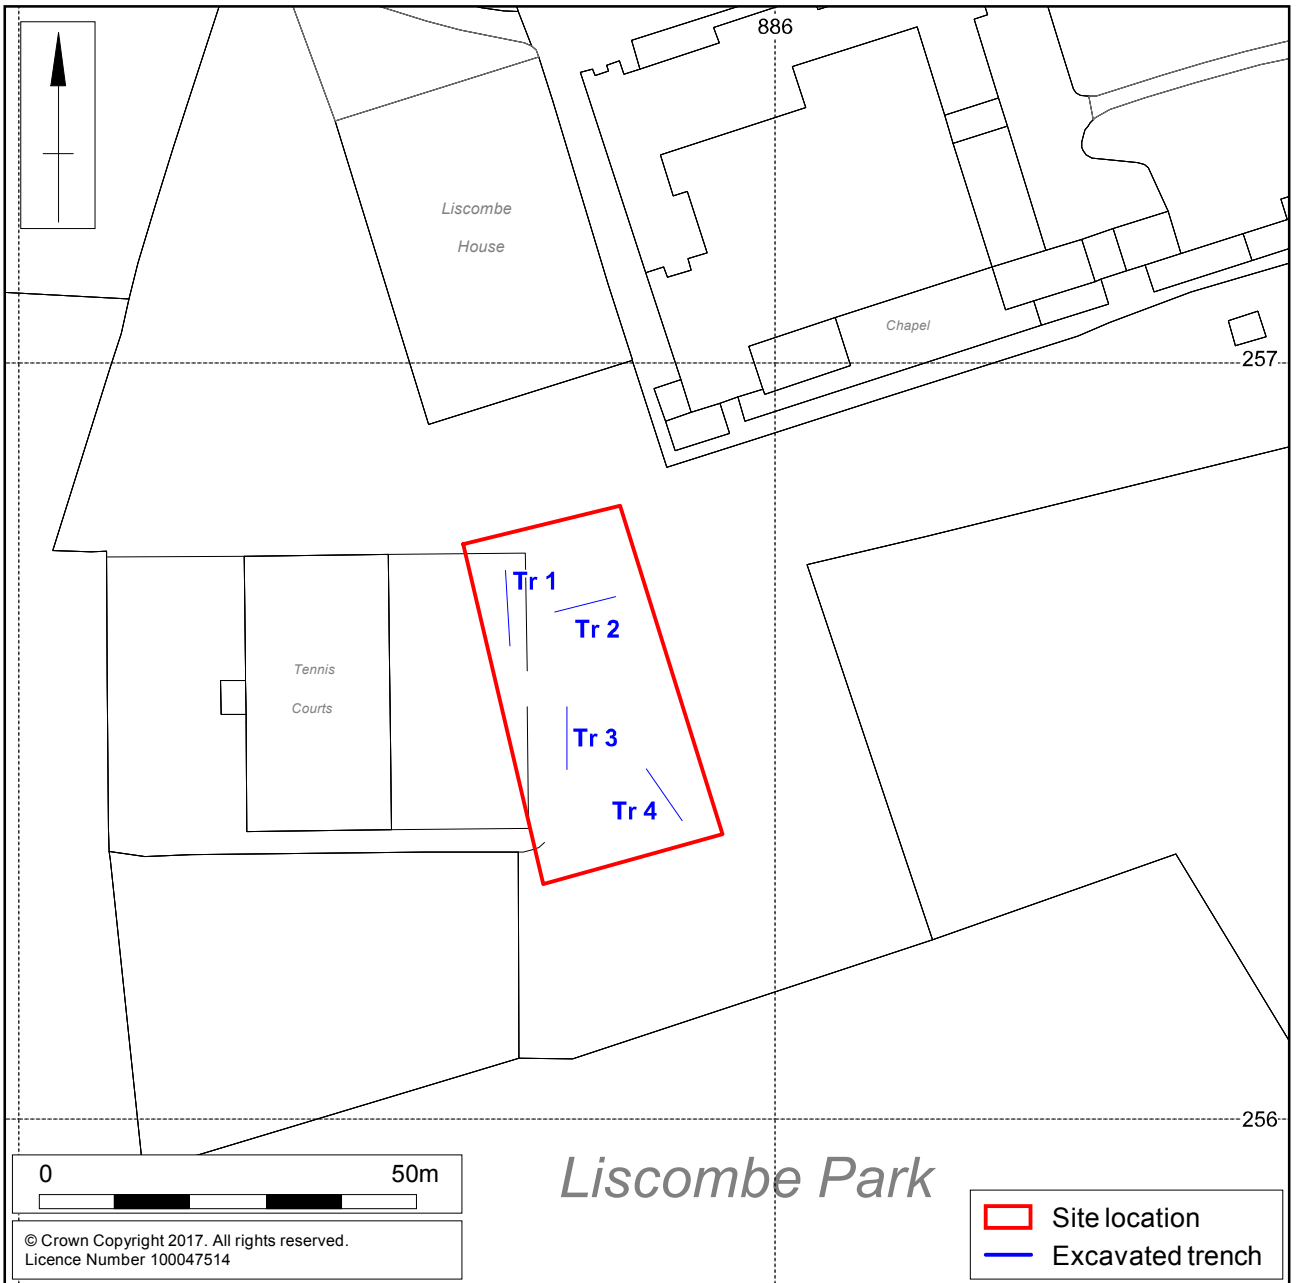 886
Liscombe
House
Chapel
257
Tr 1
Tr 2
Tennis
Courts
Tr 3
Tr 4
256
Liscombe Park
0 50m
© Crown Copyright 2017. All rights reserved.
Licence Number 100047514
Site location
Excavated trench